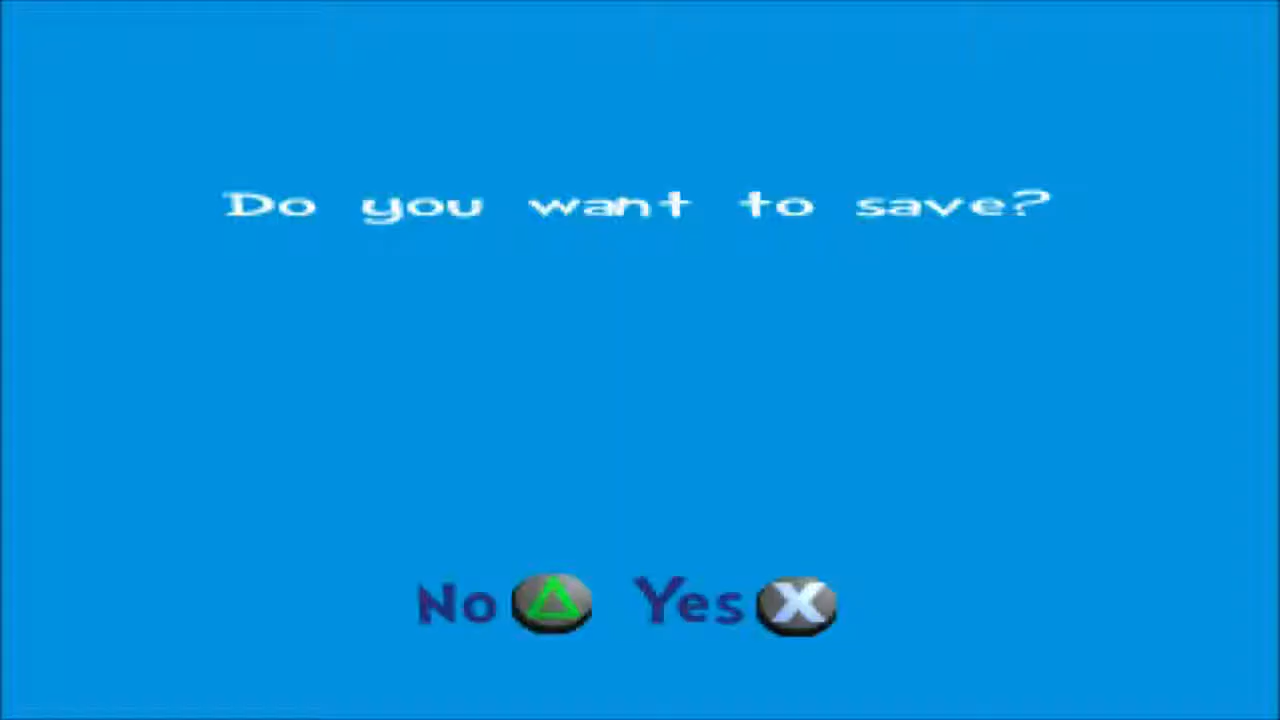 Do you want to save?
No △ Yes X